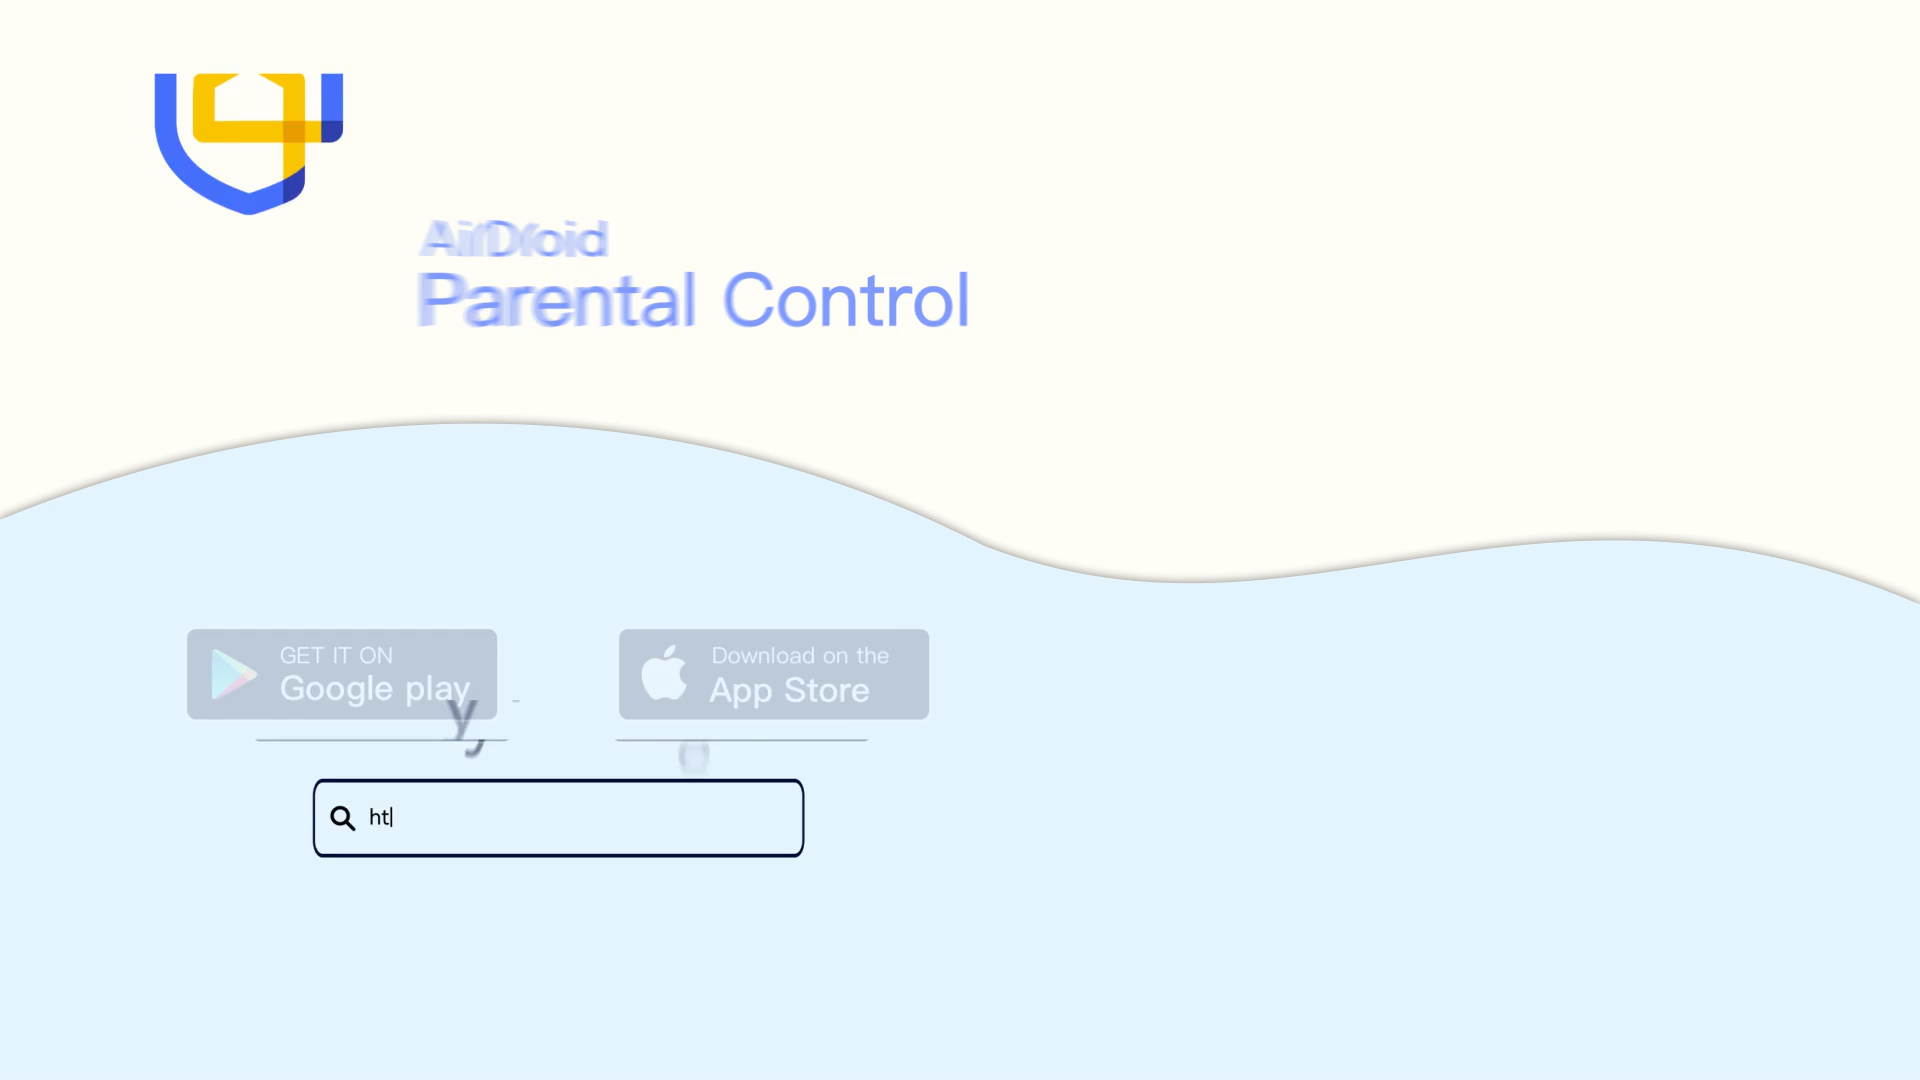 AirDroid
Parental Control
GET IT ON
Google play
Download on the
App Store
y
ht